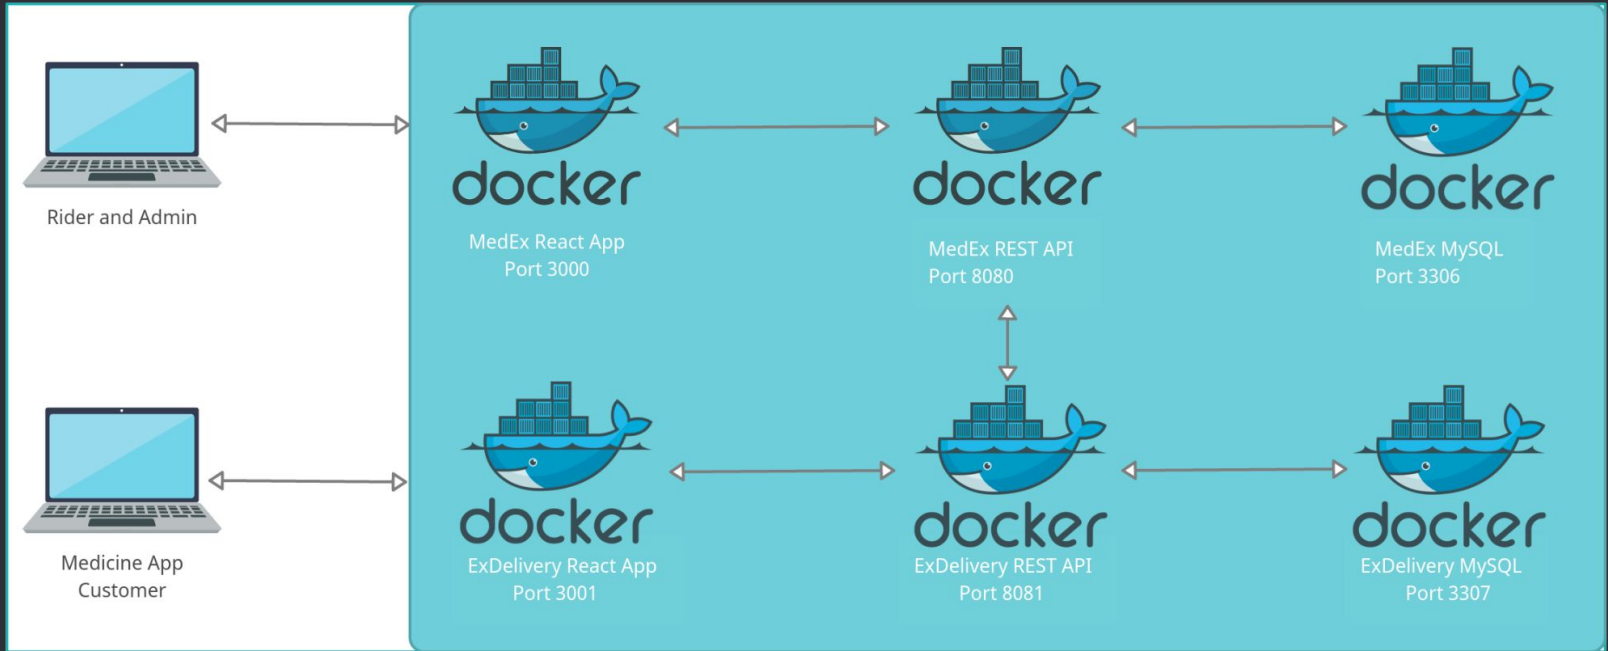 docker
docker
docker
Rider and Admin
MedEx React App
Port 3000
MedEx REST API
Port 8080
MedEx MySQL
Port 3306
docker
docker
docker
Medicine App
Customer
ExDelivery React App
Port 3001
ExDelivery REST API
Port 8081
ExDelivery MySQL
Port 3307